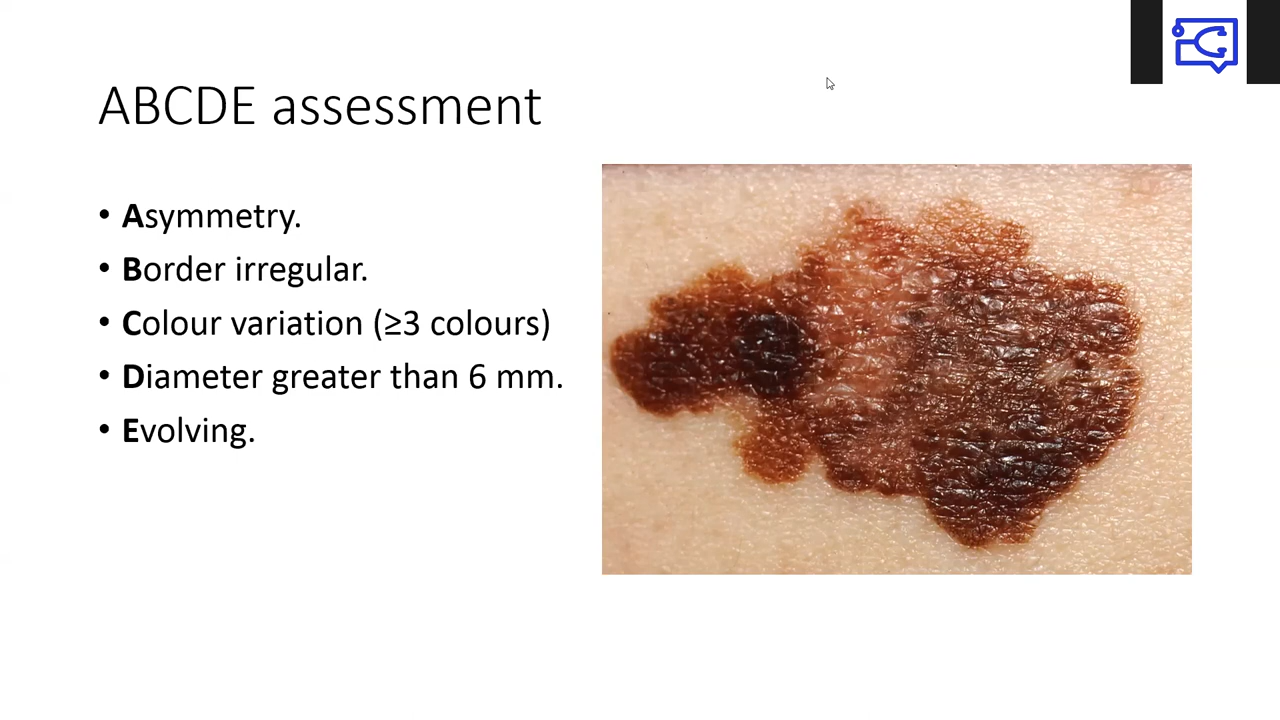 ABCDE assessment
• Asymmetry.
• Border irregular.
• Colour variation (≥3 colours)
• Diameter greater than 6 mm.
• Evolving.